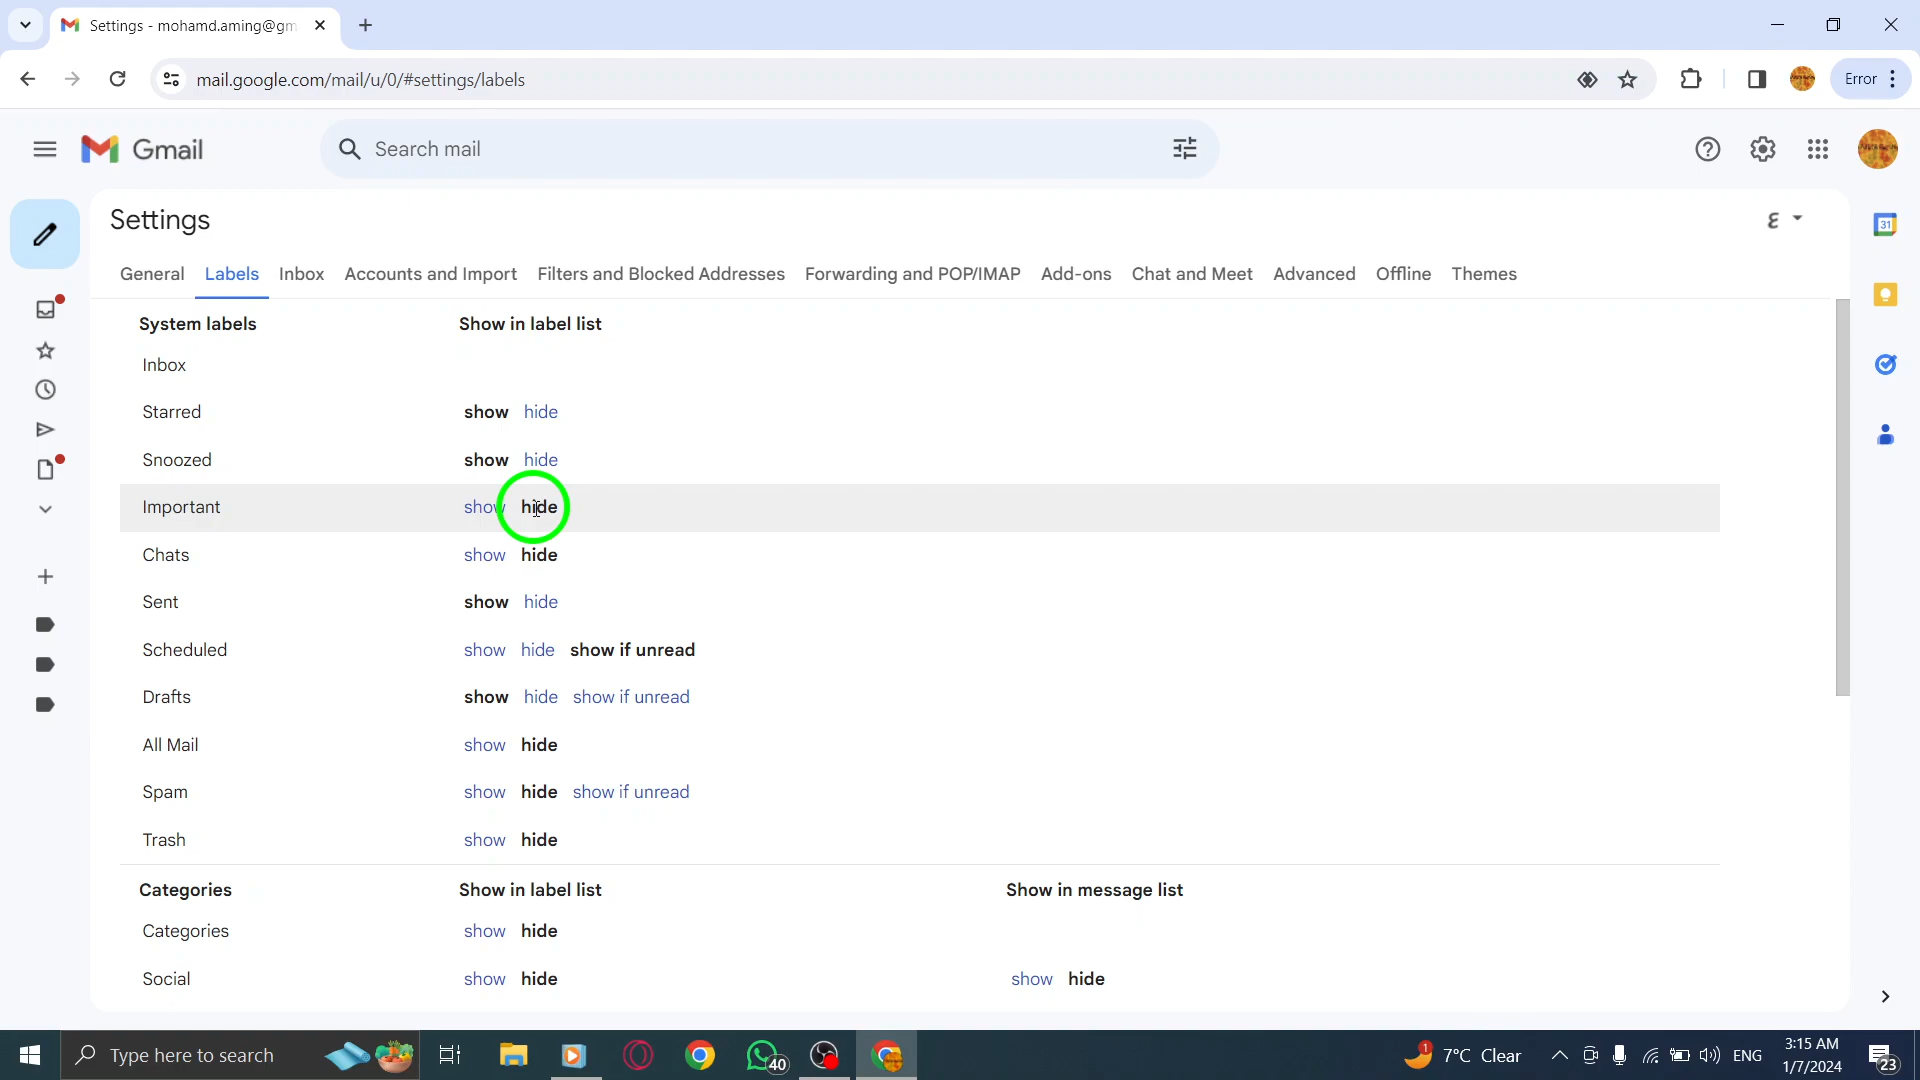 Settings - mohamd.aming@gm
mail.google.com/mail/u/0/#settings/labels
Error
Gmail
Search mail
Settings
ε
General Labels Inbox Accounts and Import Filters and Blocked Addresses Forwarding and POP/IMAP Add-ons Chat and Meet Advanced Offline Themes
31
System labels Show in label list
Inbox
Starred show hide
Snoozed show hide
Important show hide
Chats show hide
Sent show hide
Scheduled show hide show if unread
Drafts show hide show if unread
All Mail show hide
Spam show hide show if unread
Trash show hide
Categories Show in label list Show in message list
Categories show hide
Social show hide show hide
Type here to search
40
1
7°C Clear
ENG
3:15 AM
1/7/2024
23